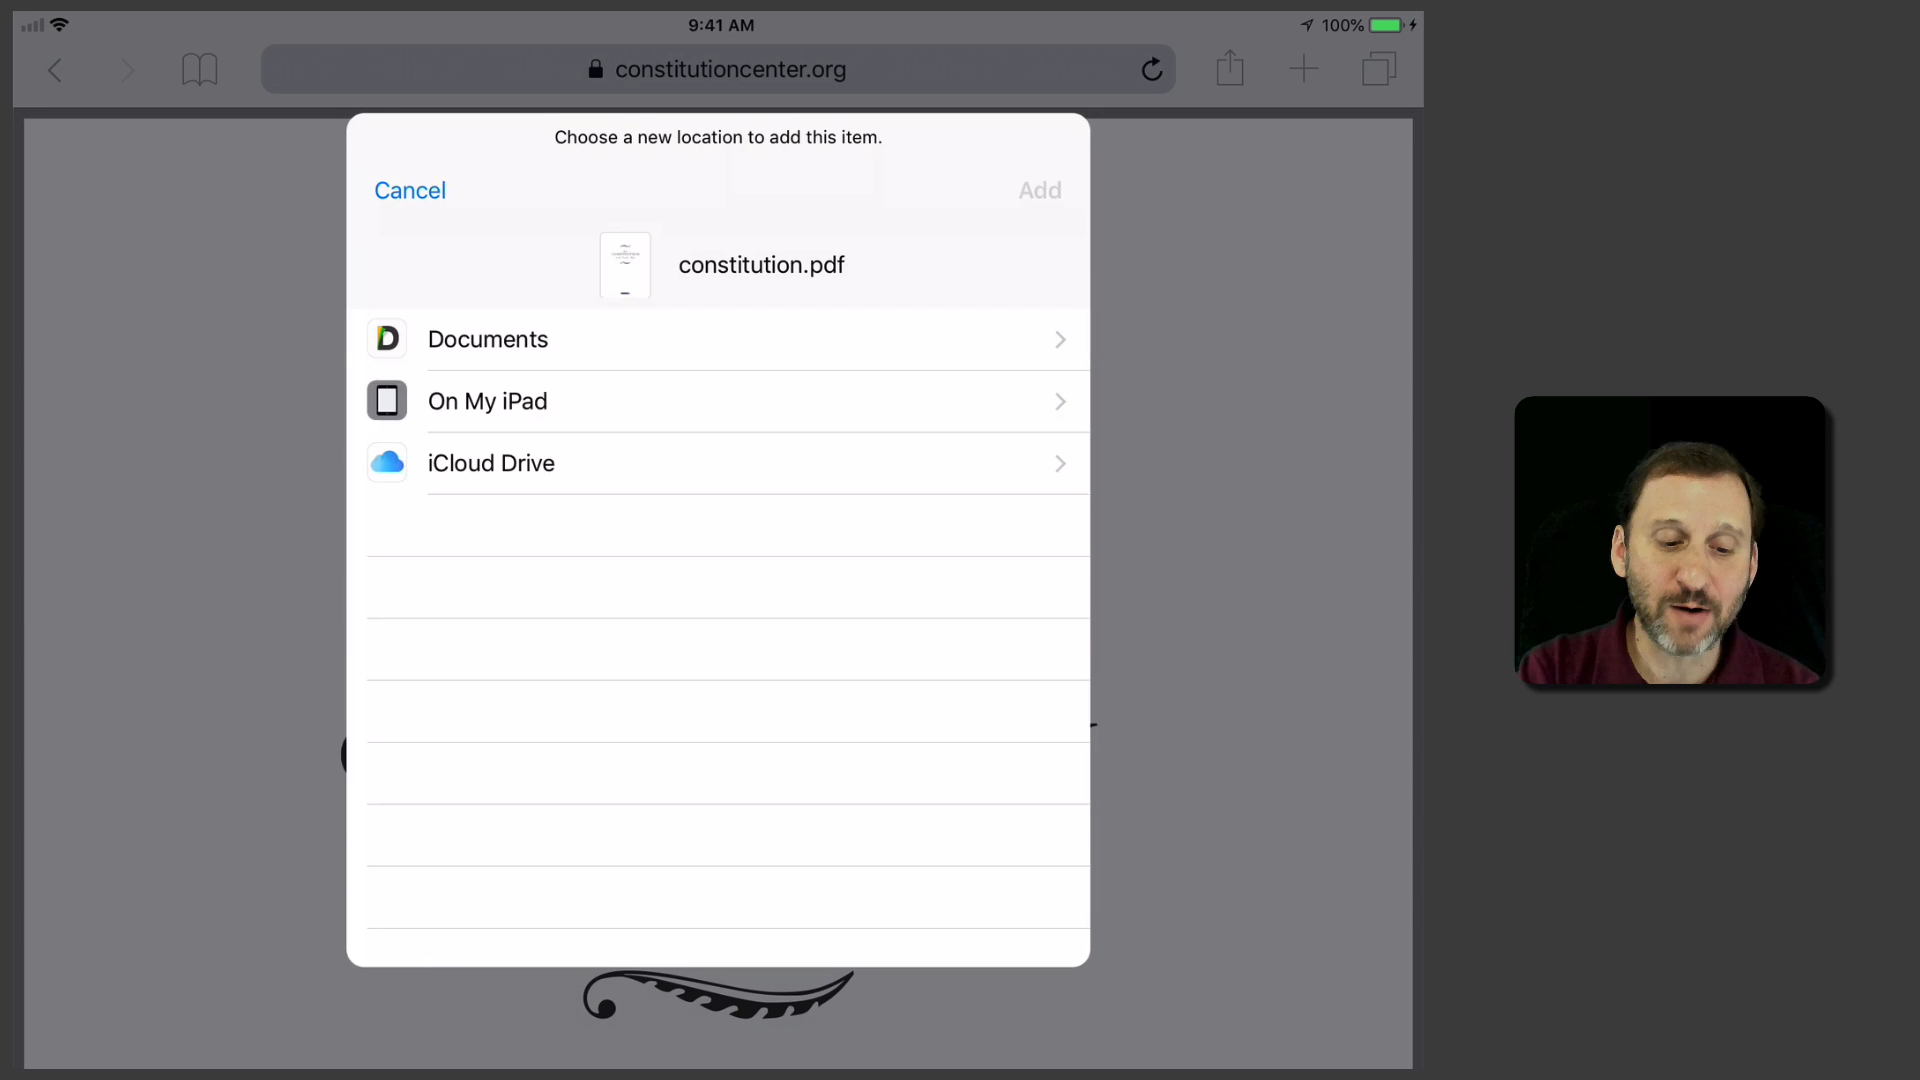 9:41 AM
100%
constitutioncenter.org
Choose a new location to add this item.
Cancel
Add
constitution.pdf
D
Documents
On My iPad
iCloud Drive